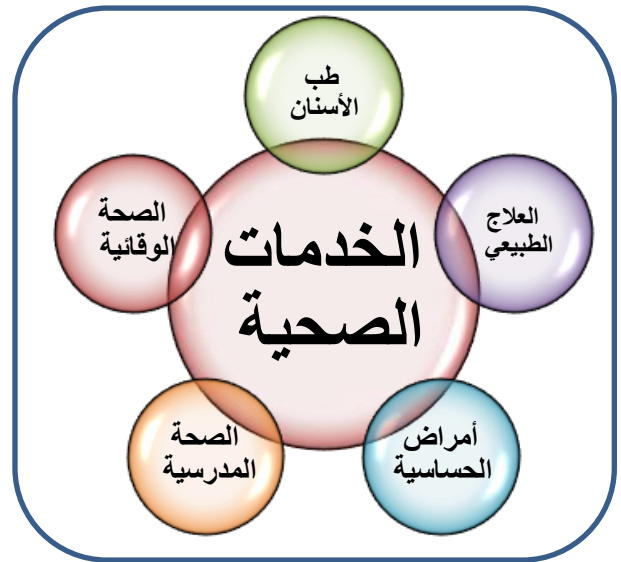 طب
الأسنان
العلاج
الطبيعي
الصحة
الوقائية
الخدمات
الصحية
أمراض
الحساسية
الصحة
المدرسية